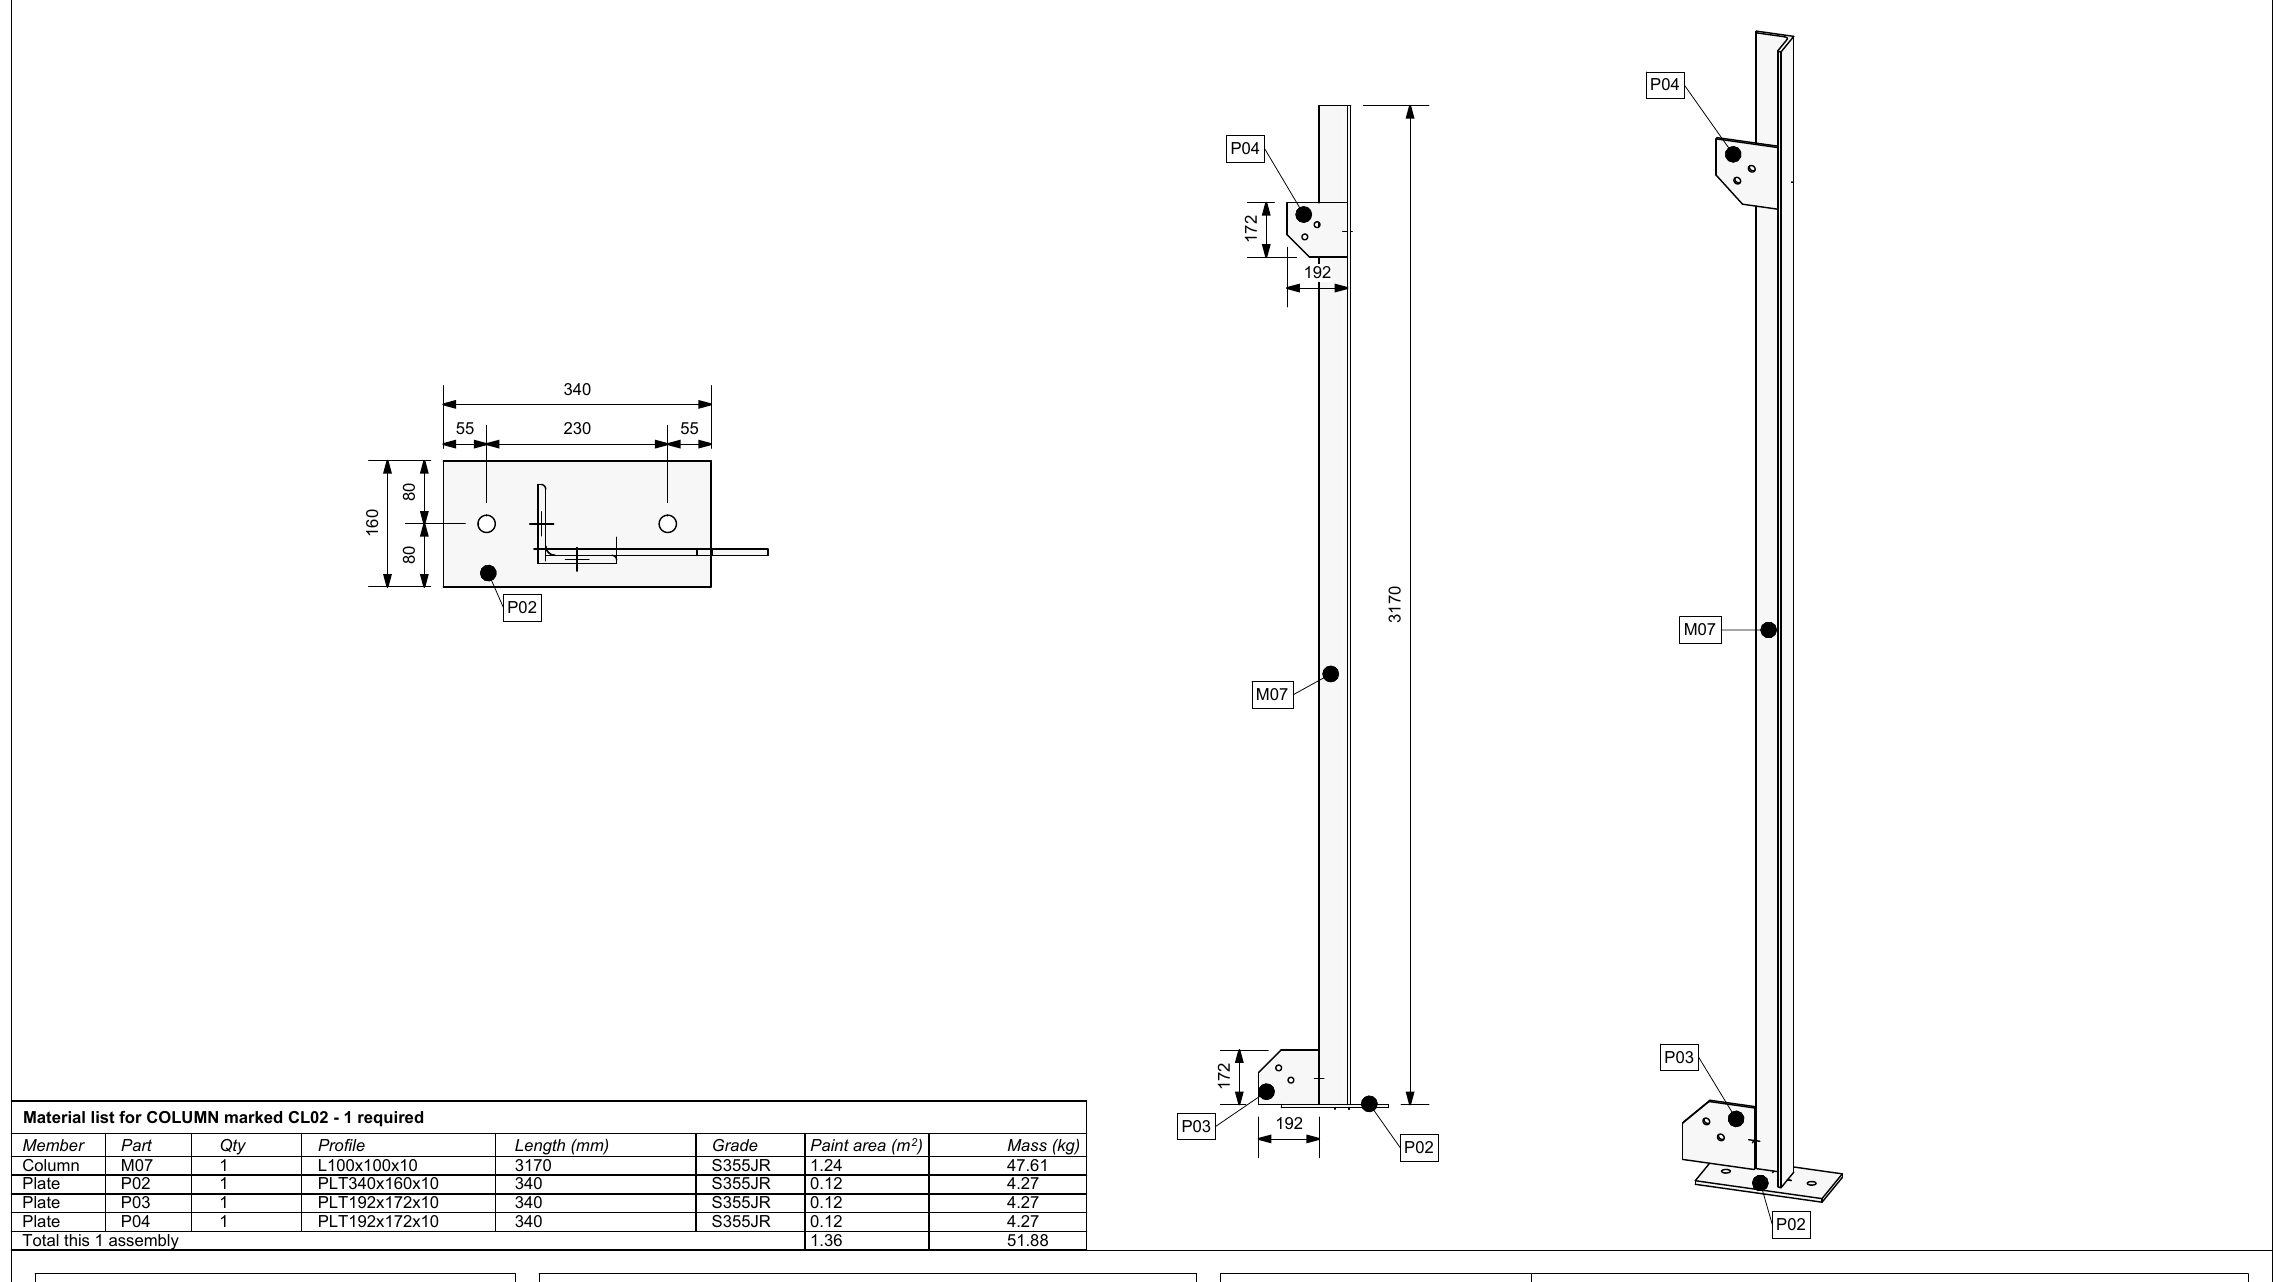 P04
P04
172
192
340
55 230 55
80
160
80
P02
3170
M07
M07
P03
172
P03
192
P02
P02
Material list for COLUMN marked CL02 - 1 required
Member Part Qty Profile Length (mm) Grade Paint area (m²) Mass (kg)
Column M07 1 L100x100x10 3170 S355JR 1.24 47.61
Plate P02 1 PLT340x160x10 340 S355JR 0.12 4.27
Plate P03 1 PLT192x172x10 340 S355JR 0.12 4.27
Plate P04 1 PLT192x172x10 340 S355JR 0.12 4.27
Total this 1 assembly 1.36 51.88